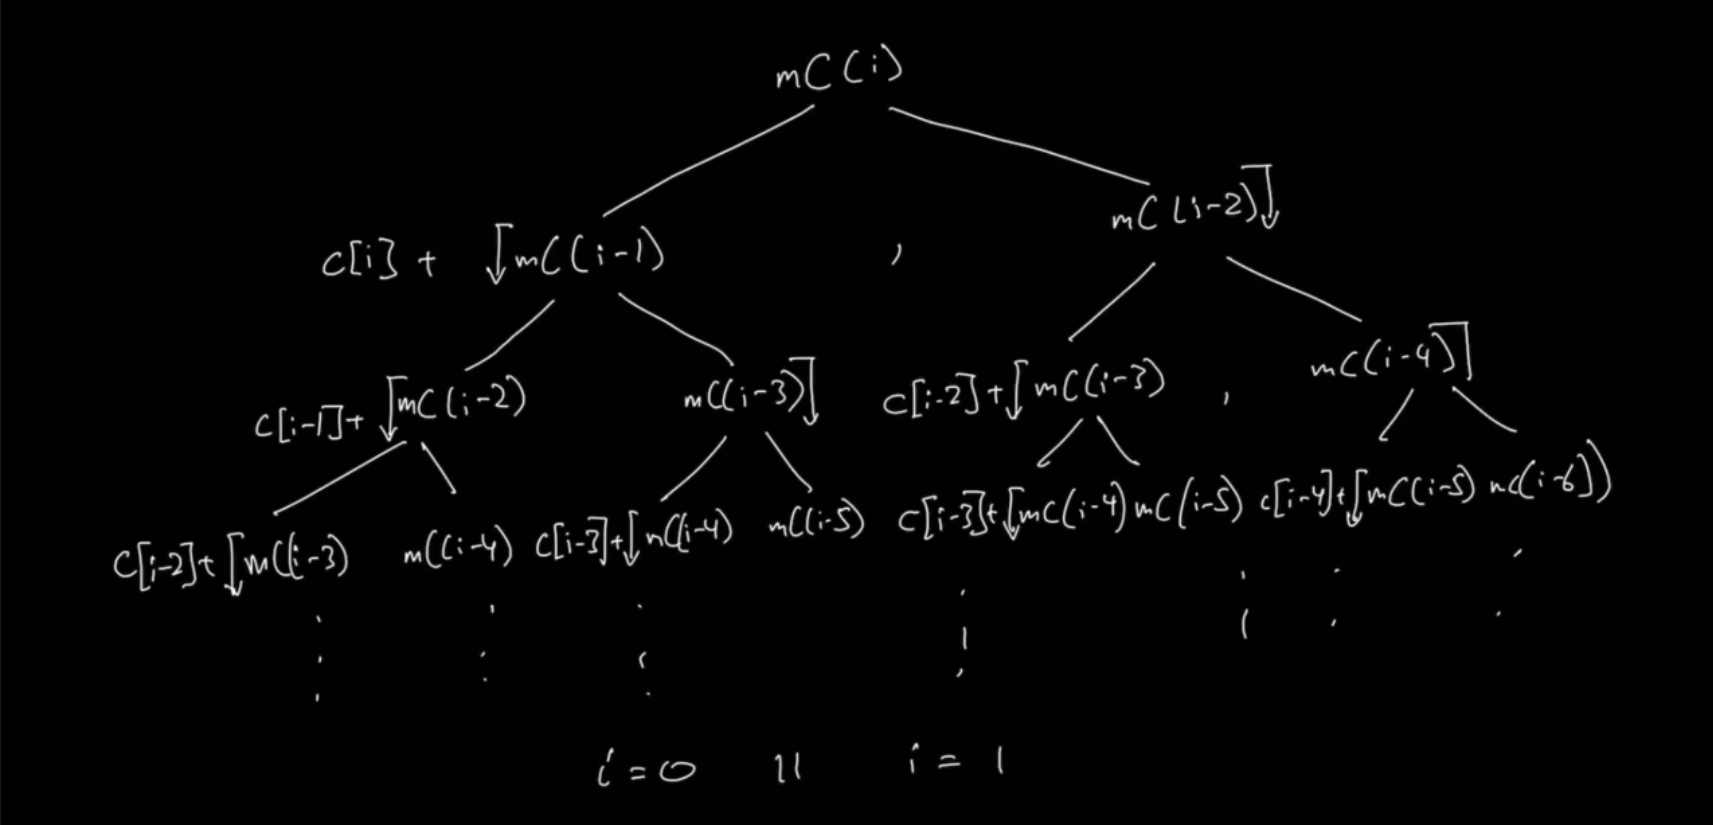 mC(i)
mC(i-2)
c[i] + mC(i-1) ,
mC(i-4)
c[i-1]+ mC(i-2) mC(i-3) c[i-2]+ mC(i-3) ,
c[i-2]+ mC(i-3) mC(i-4) c[i-3]+ mC(i-4) mC(i-5) c[i-3]+ mC(i-4) mC(i-5) c[i-4]+ mC(i-5) mC(i-6))
i=0 || i = 1